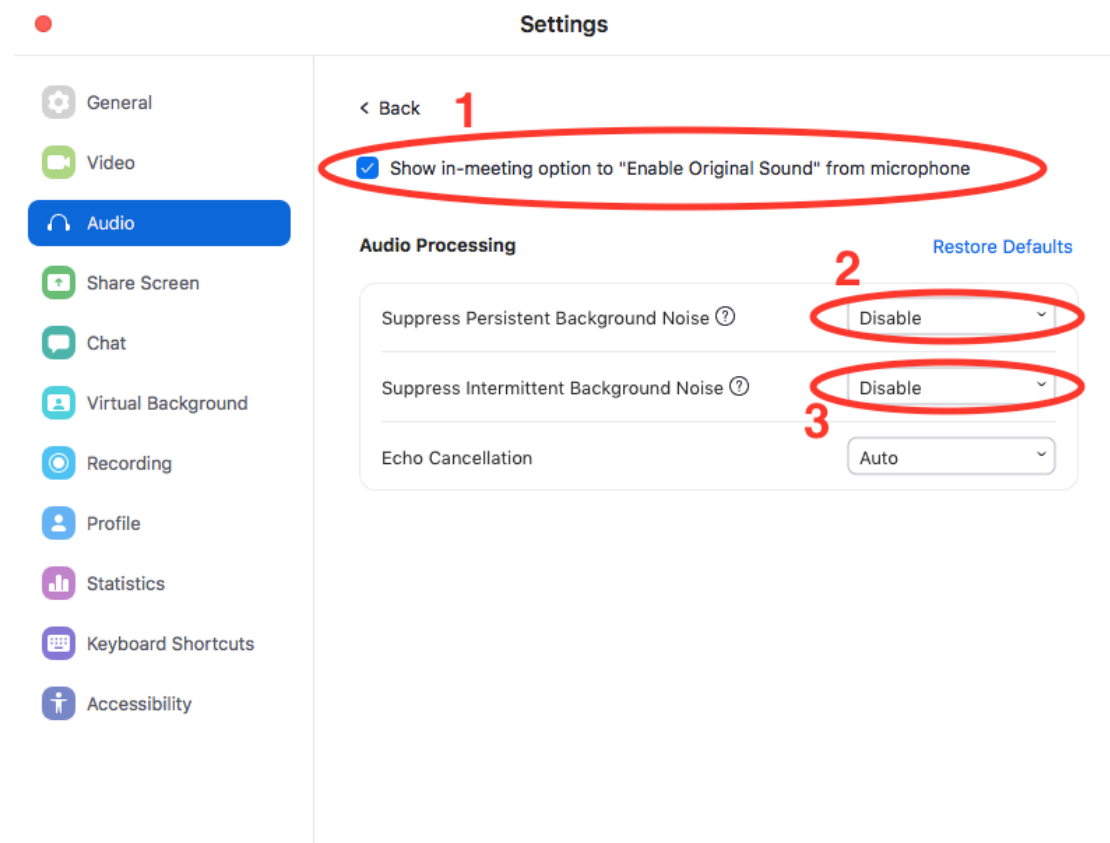 Settings
General
Video
Audio
Share Screen
Chat
Virtual Background
Recording
Profile
Statistics
Keyboard Shortcuts
Accessibility
< Back
1
Show in-meeting option to "Enable Original Sound" from microphone
Audio Processing
Restore Defaults
2
Suppress Persistent Background Noise ?
Disable
Suppress Intermittent Background Noise ?
Disable
3
Echo Cancellation
Auto